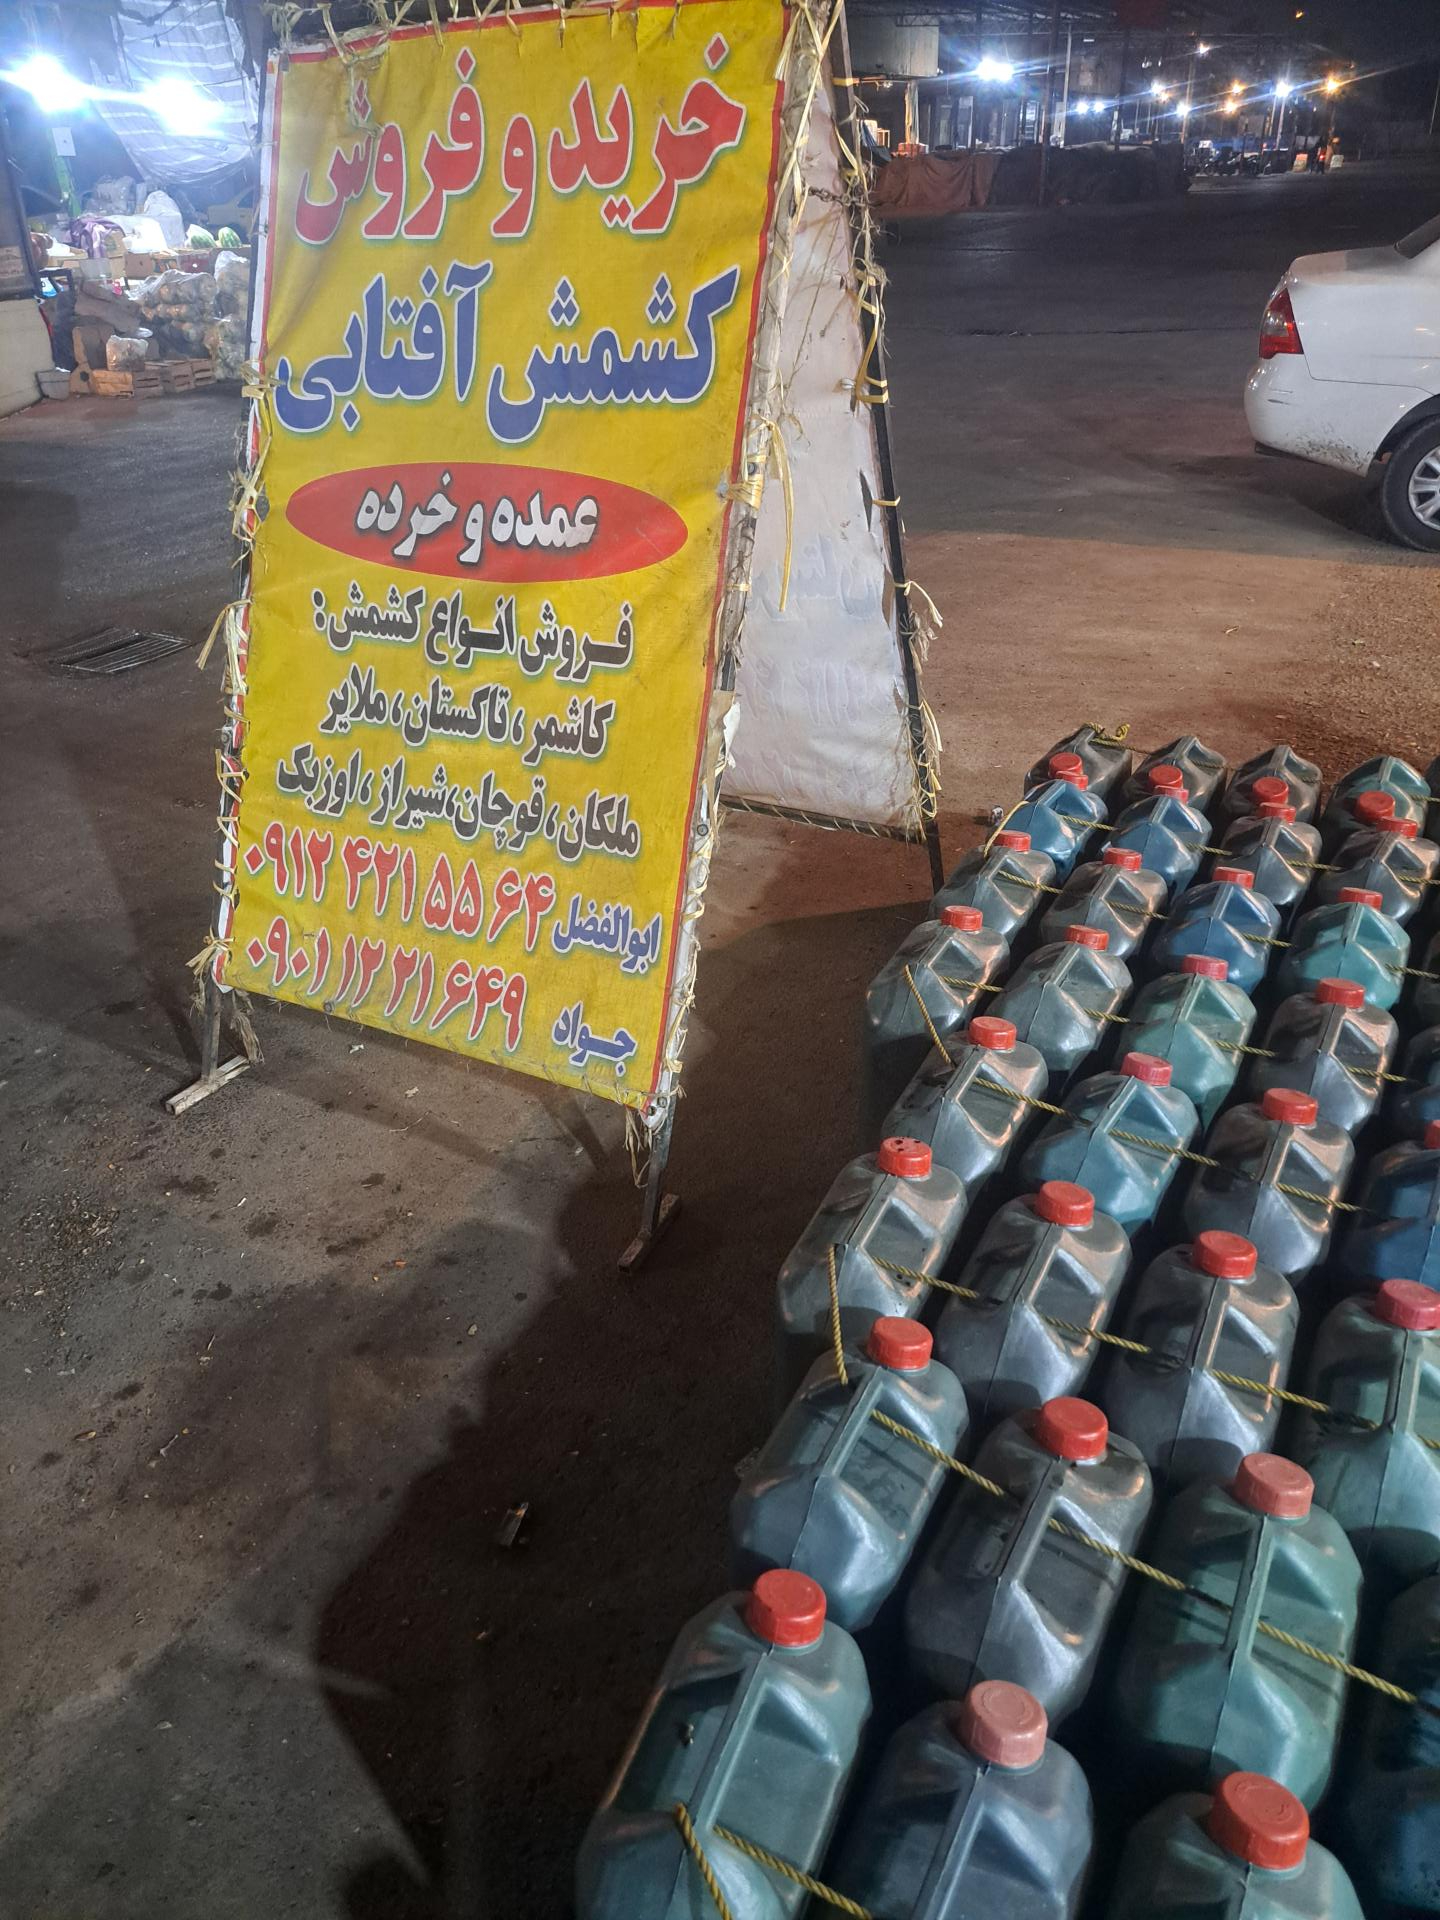 خرید و فروش
کشمش آفتابی
عمده و خرده
فروش انواع کشمش:
کاشمر، تاکستان، ملایر
ملکان، قوچان، شیراز، اوزبک
ابوالفضل ۰۹۱۲ ۴۲۱ ۵۵ ۶۴
جواد ۰۹۰۱ ۱۲ ۲۱ ۶۴۹